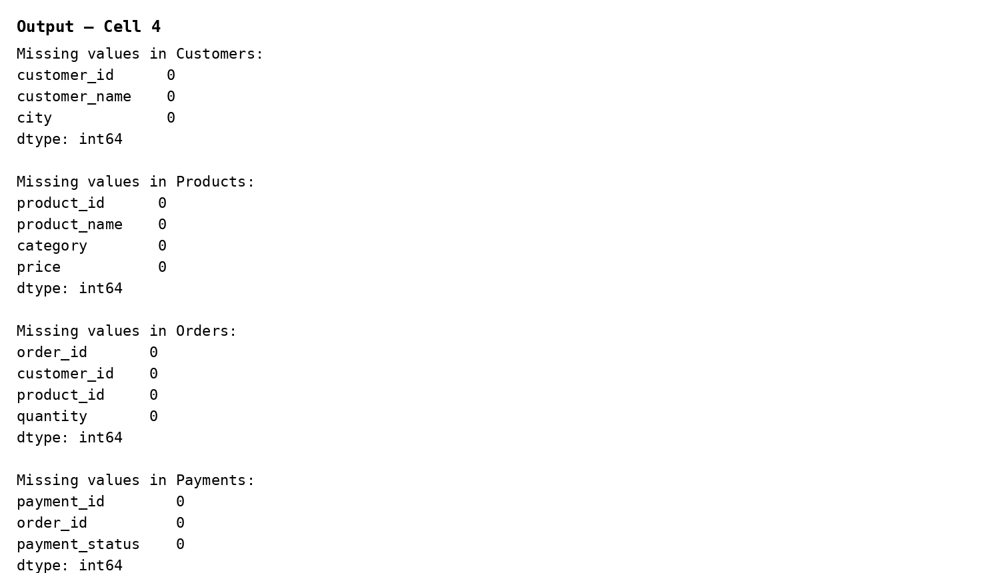 Output — Cell 4
Missing values in Customers:
customer_id      0
customer_name    0
city             0
dtype: int64

Missing values in Products:
product_id      0
product_name    0
category        0
price           0
dtype: int64

Missing values in Orders:
order_id       0
customer_id    0
product_id     0
quantity       0
dtype: int64

Missing values in Payments:
payment_id        0
order_id          0
payment_status    0
dtype: int64